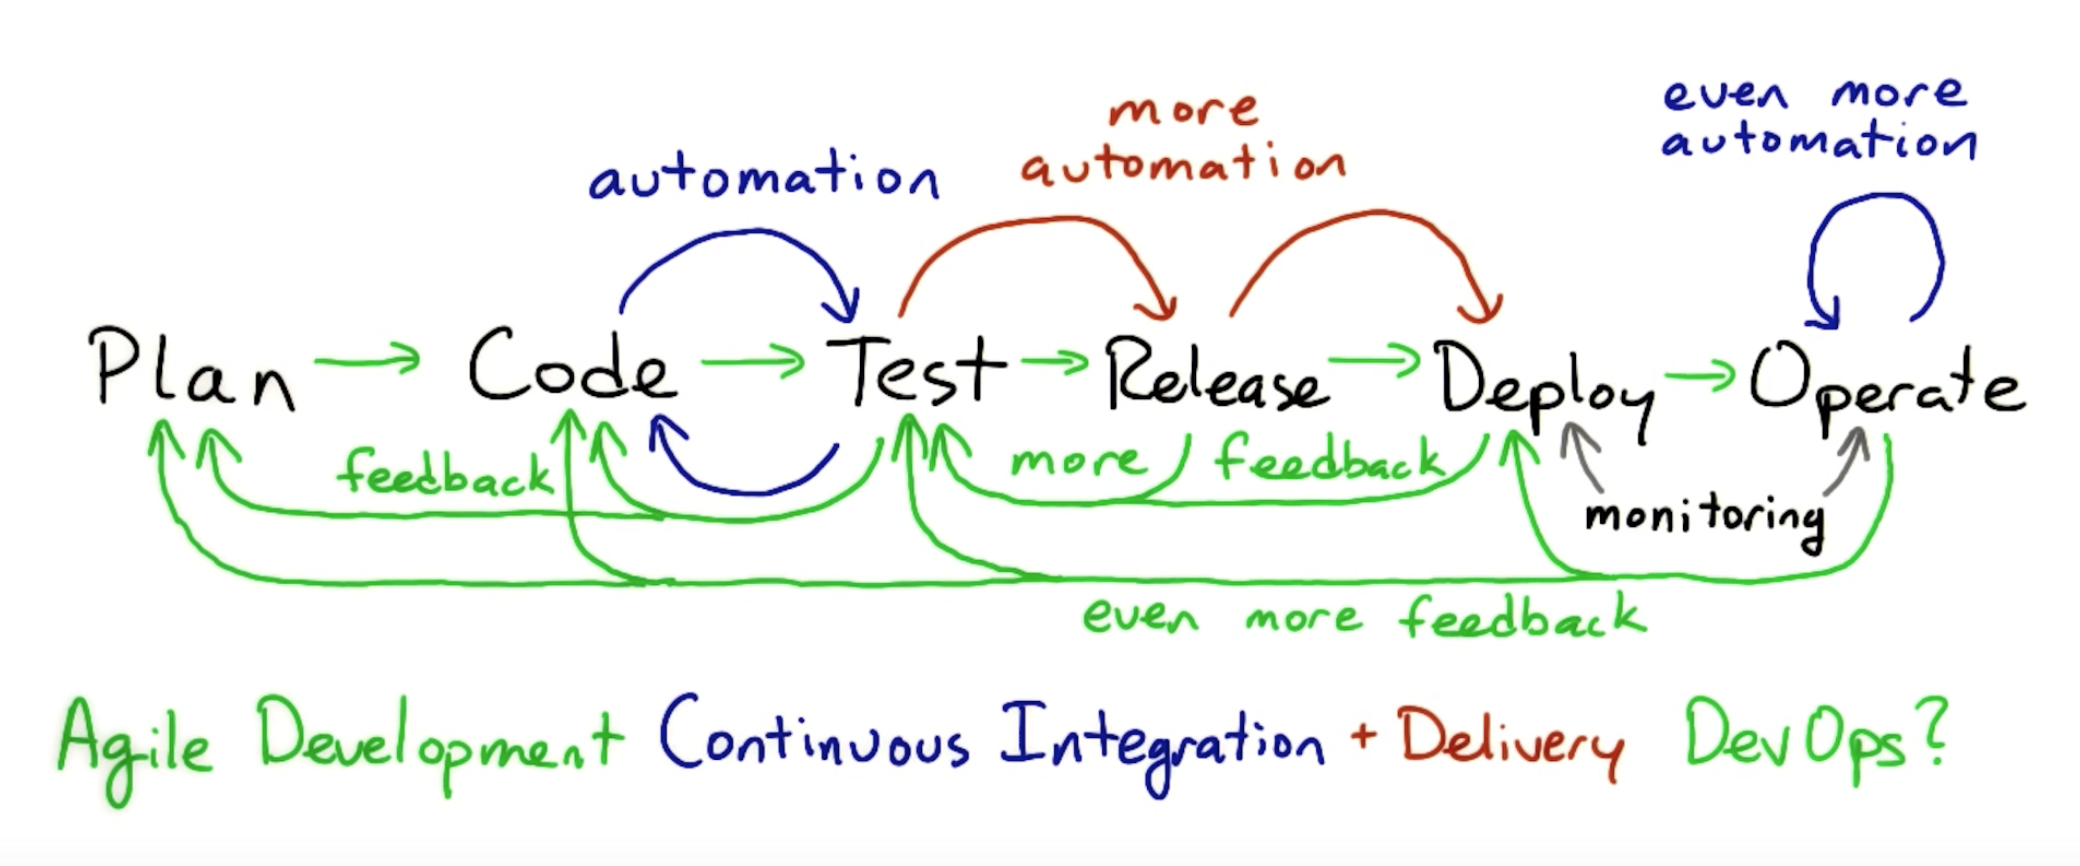 even more
automation
more
automation
automation
Plan → Code → Test → Release → Deploy → Operate
feedback
more feedback
monitoring
even more feedback
Agile Development Continuous Integration + Delivery DevOps?